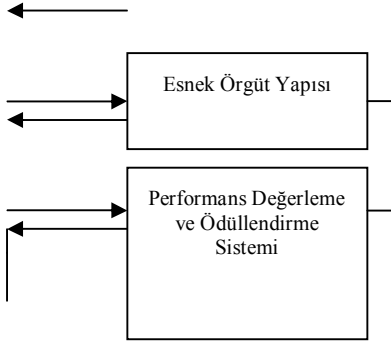 Esnek Örgüt Yapısı
Performans Değerleme
ve Ödüllendirme
Sistemi